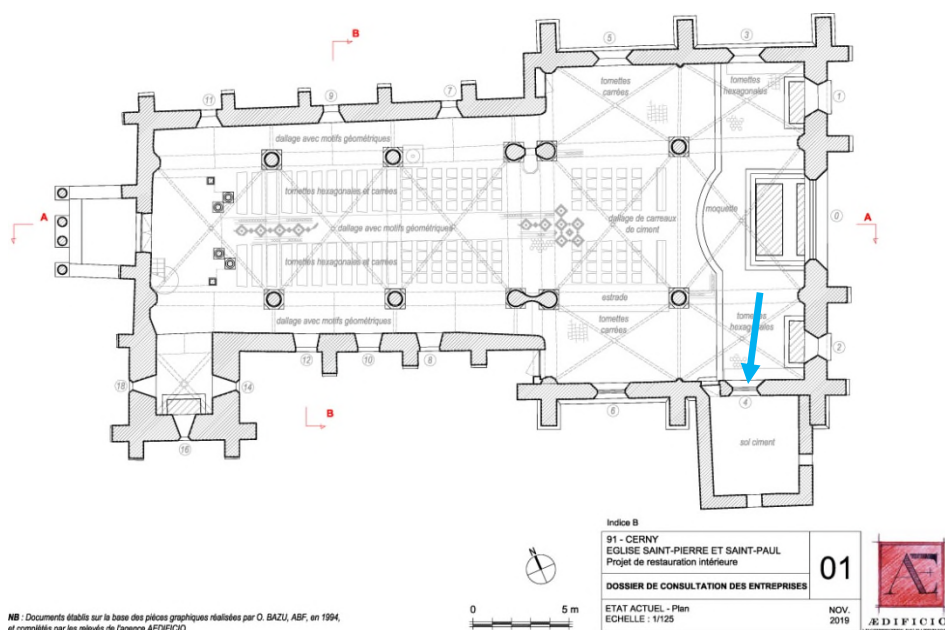 B
5
3
tomettes
carrées
tomettes
hexagonales
1
11
9
7
dallage avec motifs géométriques
tomettes hexagonales et carrées
A
dallage avec motifs géométriques
dallage de carreaux
de ciment
moquette
0
A
tomettes hexagonales et carrées
estrade
dallage avec motifs géométriques
tomettes
carrées
tomettes
hexagonales
2
12
10
8
18
14
B
6
4
16
sol ciment
Indice B
91 - CERNY
EGLISE SAINT-PIERRE ET SAINT-PAUL
Projet de restauration intérieure
01
DOSSIER DE CONSULTATION DES ENTREPRISES
ETAT ACTUEL - Plan
ECHELLE : 1/125
NOV.
2019
N
0
5 m
Æ
ÆDIFICIO
NB : Documents établis sur la base des pièces graphiques réalisées par O. BAZU, ABF, en 1994,
et complétés par les relevés de l'agence AEDIFICIO.